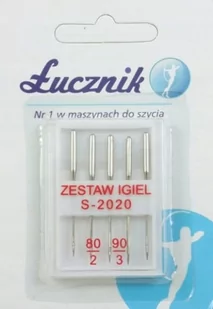 Łucznik
Nr 1 w maszynach do szycia
ZESTAW IGIEL
S-2020
80 90
2 3